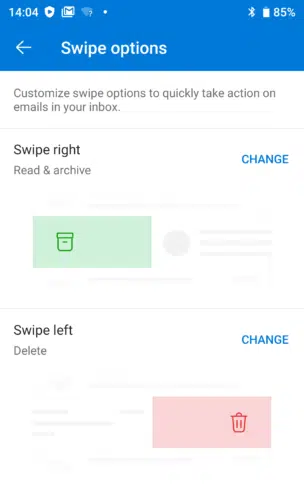 14:04 85%
Swipe options
Customize swipe options to quickly take action on
emails in your inbox.
Swipe right
CHANGE
Read & archive
Swipe left
CHANGE
Delete